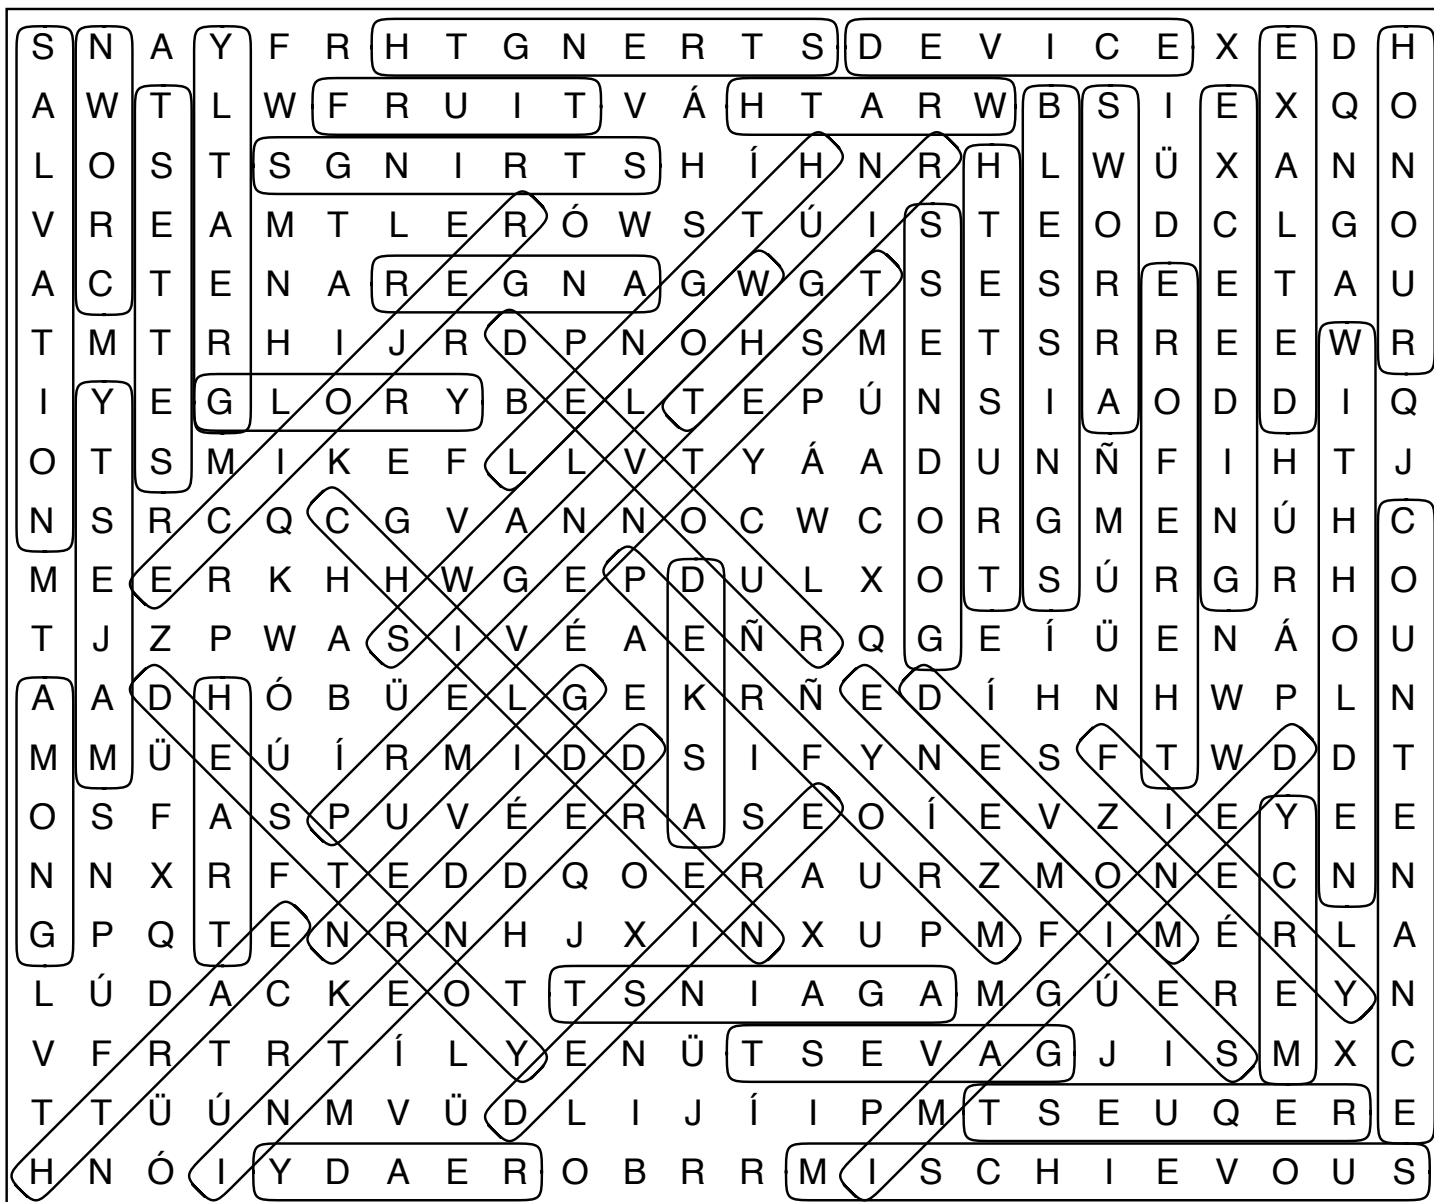 S N A Y F R H T G N E R T S D E V I C E X E D H
A W T L W F R U I T V Á H T A R W B S I E X Q O
L O S T S G N I R T S H Í H N R H L W Ü X A N N
V R E A M T L E R Ó W S T Ú I S T E O D C L G O
A C T E N A R E G N A G W G T S E S R E E T A U
T M T R H I J R D P N O H S M E T S R R E E W R
I Y E G L O R Y B E L T E P Ú N S I A O D D I Q
O T S M I K E F L L V T Y Á A D U N Ñ F I H T J
N S R C Q C G V A N N O C W C O R G M E N Ú H C
M E E R K H H W G E P D U L X O T S Ú R G R H O
T J Z P W A S I V É A E Ñ R Q G E Í Ü E N Á O U
A A D H Ó B Ü E L G E K R Ñ E D Í H N H W P L N
M M Ü E Ú Í R M I D D S I F Y N E S F T W D D T
O S F A S P U V É E R A S E O Í E V Z I E Y E E
N N X R F T E D D Q O E R A U R Z M O N E C N N
G P Q T E N R N H J X I N X U P M F I M É R L A
L Ú D A C K E O T T S N I A G A M G Ú E R E Y N
V F R T R T Í L Y E N Ü T S E V A G J I S M X C
T T Ü Ú N M V Ü D L I J Í I P M T S E U Q E R E
H N Ó I Y D A E R O B R R M I S C H I E V O U S